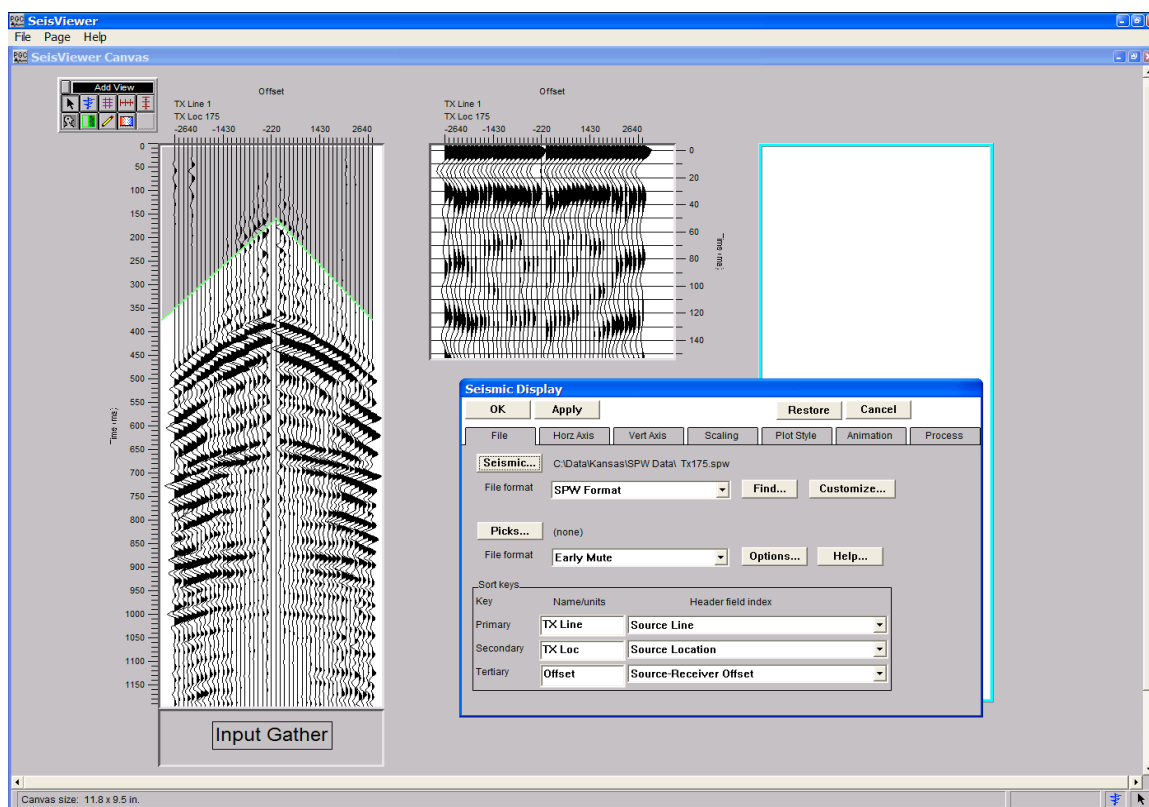 PGC SeisViewer
File Page Help
PGC SeisViewer Canvas
Add View
Offset
TX Line 1
TX Loc 175
-2640 -1430 -220 1430 2640
0
50
100
150
200
250
300
350
400
450
500
550
600
650
700
750
800
850
900
950
1000
1050
1100
1150
Input Gather
Offset
TX Line 1
TX Loc 175
-2640 -1430 -220 1430 2640
0
20
40
60
80
100
120
140
Seismic Display
OK Apply Restore Cancel
File Horz Axis Vert Axis Scaling Plot Style Animation Process
Seismic... C:\Data\Kansas\SPW Data\ Tx175.spw
File format SPW Format Find... Customize...
Picks... (none)
File format Early Mute Options... Help...
Sort keys
Key Name/units Header field index
Primary TX Line Source Line
Secondary TX Loc Source Location
Tertiary Offset Source-Receiver Offset
Canvas size: 11.8 x 9.5 in.